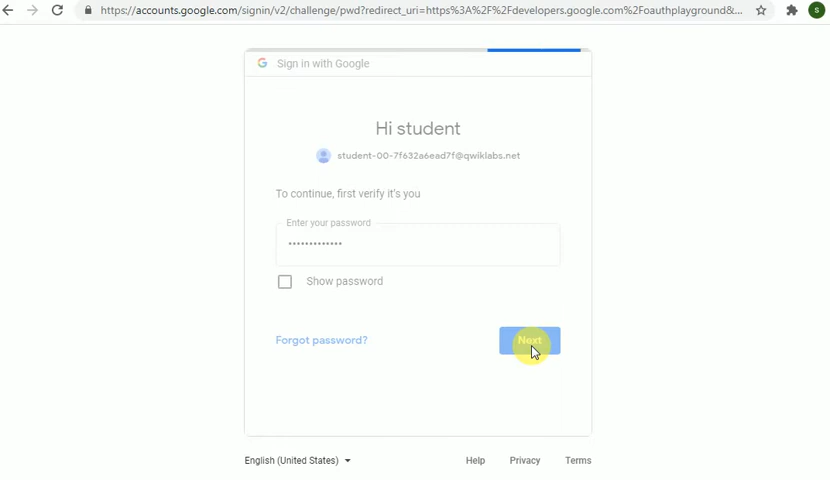 https://accounts.google.com/signin/v2/challenge/pwd?redirect_uri=https%3A%2F%2Fdevelopers.google.com%2Foauthplayground&...
S
G Sign in with Google
Hi student
student-00-7f632a6ead7f@qwiklabs.net
To continue, first verify it's you
Enter your password
•••••••••••••
Show password
Forgot password?
Next
English (United States)
Help Privacy Terms